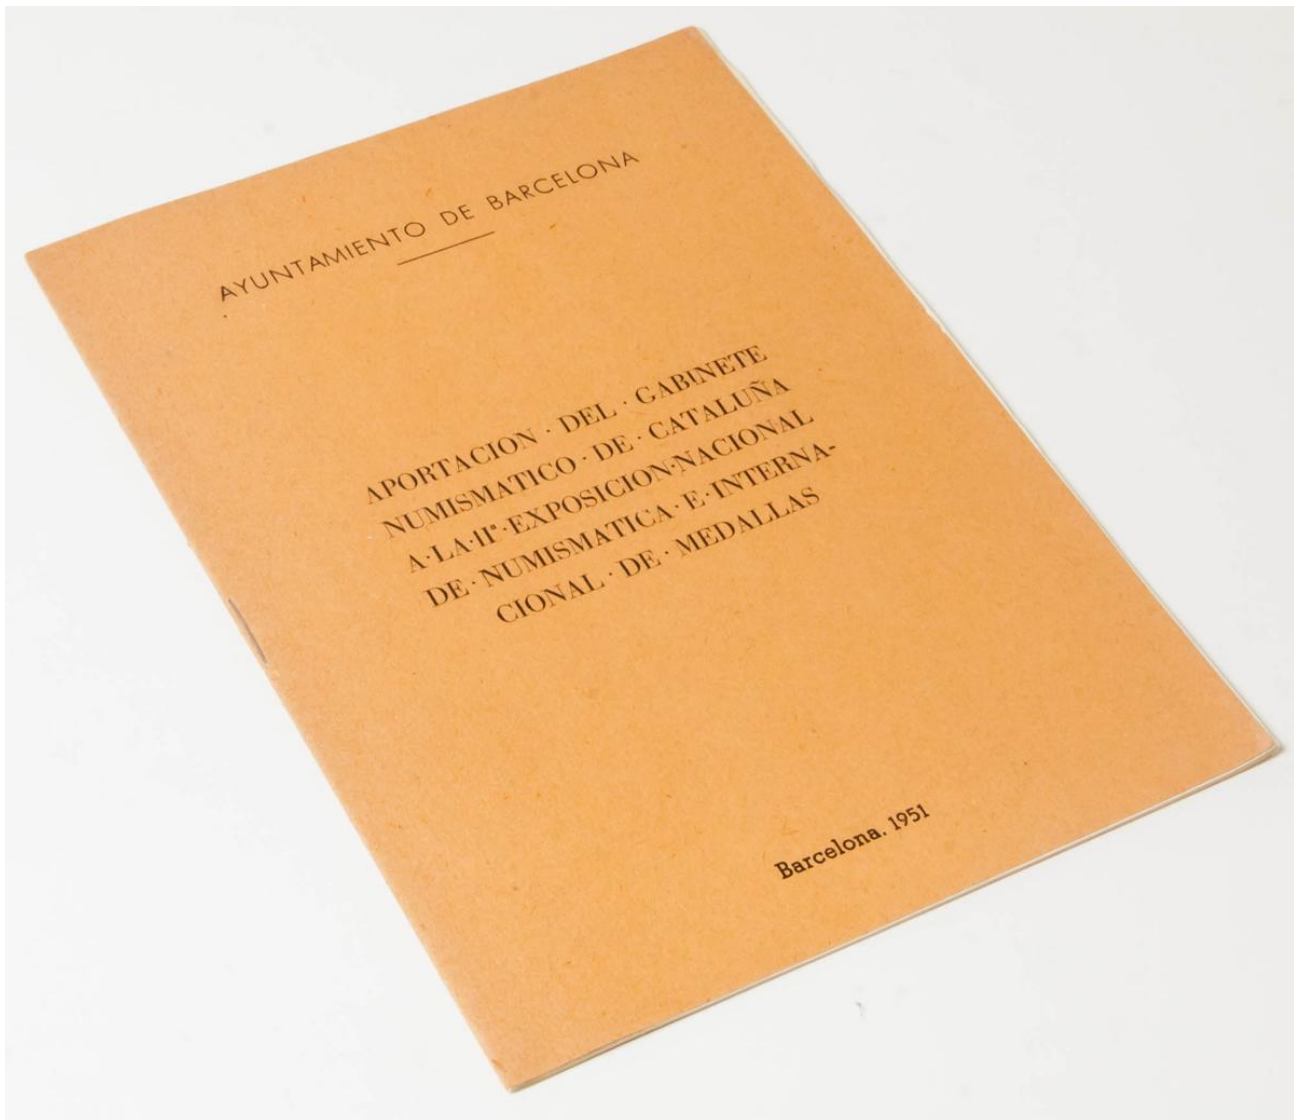 AYUNTAMIENTO DE BARCELONA
APORTACION · DEL · GABINETE
NUMISMATICO · DE · CATALUÑA
A·LA·IIª·EXPOSICION·NACIONAL
DE·NUMISMATICA·E·INTERNA-
CIONAL·DE·MEDALLAS
Barcelona. 1951